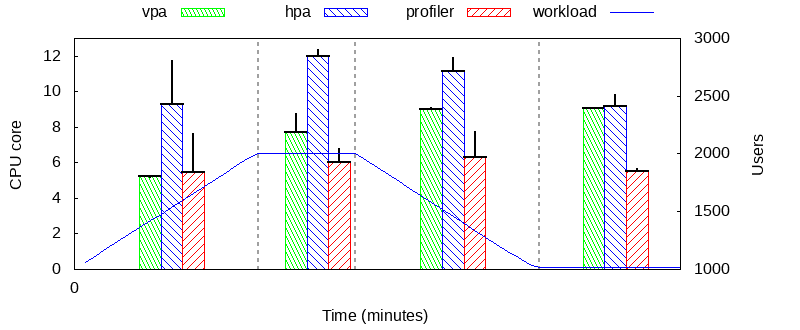 vpa hpa profiler workload
12 3000
10 2500
8
6 2000
4 1500
2
0 1000
CPU core
Users
0
Time (minutes)